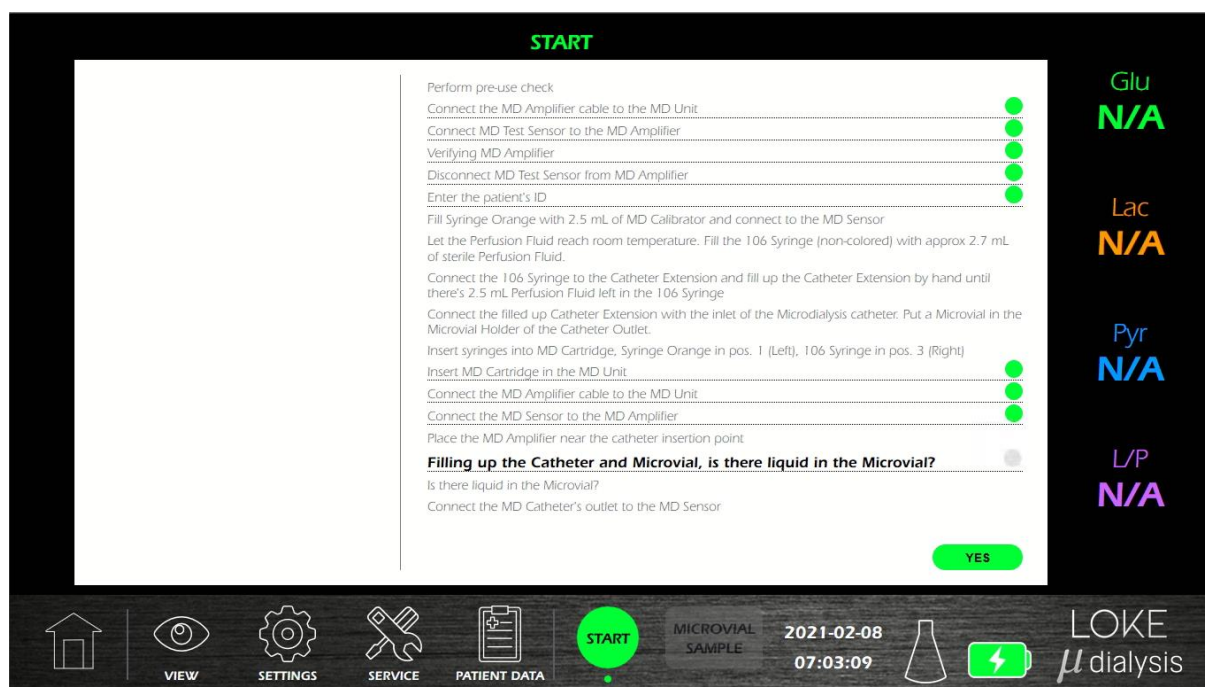 START
Perform pre-use check
Connect the MD Amplifier cable to the MD Unit
Connect MD Test Sensor to the MD Amplifier
Verifying MD Amplifier
Disconnect MD Test Sensor from MD Amplifier
Enter the patient's ID
Fill Syringe Orange with 2.5 mL of MD Calibrator and connect to the MD Sensor
Let the Perfusion Fluid reach room temperature. Fill the 106 Syringe (non-colored) with approx 2.7 mL
of sterile Perfusion Fluid.
Connect the 106 Syringe to the Catheter Extension and fill up the Catheter Extension by hand until
there's 2.5 mL Perfusion Fluid left in the 106 Syringe
Connect the filled up Catheter Extension with the inlet of the Microdialysis catheter. Put a Microvial in the
Microvial Holder of the Catheter Outlet.
Insert syringes into MD Cartridge, Syringe Orange in pos. 1 (Left), 106 Syringe in pos. 3 (Right)
Insert MD Cartridge in the MD Unit
Connect the MD Amplifier cable to the MD Unit
Connect the MD Sensor to the MD Amplifier
Place the MD Amplifier near the catheter insertion point
Filling up the Catheter and Microvial, is there liquid in the Microvial?
Is there liquid in the Microvial?
Connect the MD Catheter's outlet to the MD Sensor
YES
Glu
N/A
Lac
N/A
Pyr
N/A
L/P
N/A
VIEW
SETTINGS
SERVICE
PATIENT DATA
START
MICROVIAL
SAMPLE
2021-02-08
07:03:09
LOKE
μ dialysis